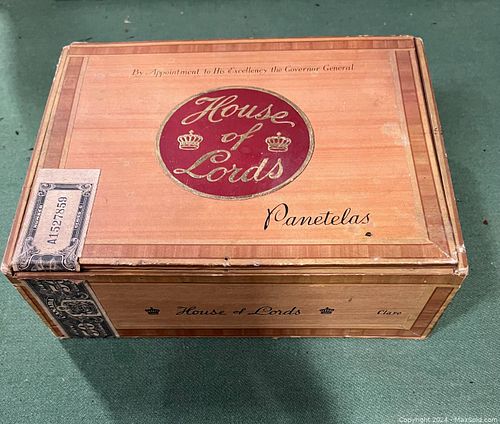 By Appointment to His Excellency the Governor General
House
of
Lords
Panetelas
A1527859
House of Lords
Claro
Copyright 2024 - MaxSold.com